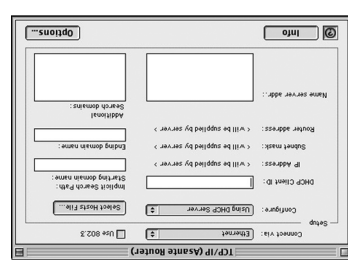 TCP/IP (Asante Router)
Connect via: Ethernet Use 802.3
Setup
Configure: Using DHCP Server Select Hosts File...
DHCP Client ID:
Implicit Search Path:
Starting domain name:
IP Address: < will be supplied by server >
Subnet mask: < will be supplied by server >
Ending domain name:
Router address: < will be supplied by server >
Additional
Search domains:
Name server addr.:
? Info Options...